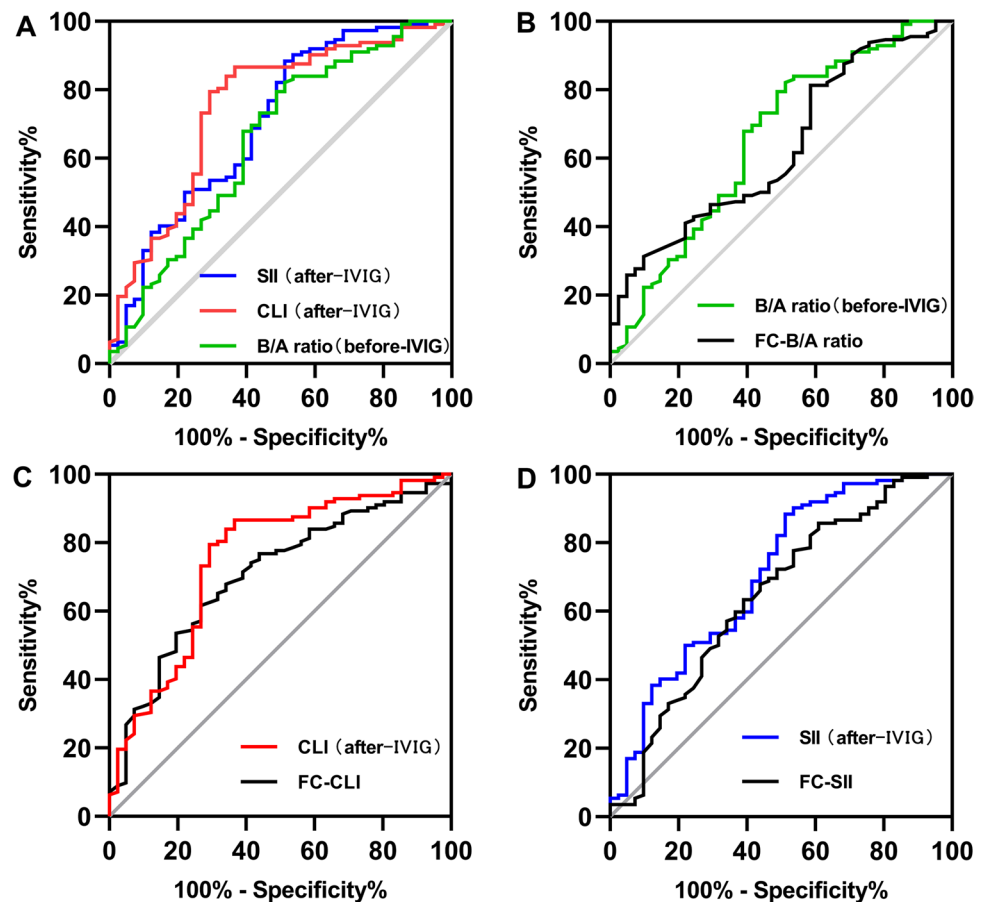 A
Sensitivity%
100
80
60
40
20
0
SII（after-IVIG）
CLI（after-IVIG）
B/A ratio（before-IVIG）
0 20 40 60 80 100
100% - Specificity%
B
Sensitivity%
100
80
60
40
20
0
B/A ratio（before-IVIG）
FC-B/A ratio
0 20 40 60 80 100
100% - Specificity%
C
Sensitivity%
100
80
60
40
20
0
CLI（after-IVIG）
FC-CLI
0 20 40 60 80 100
100% - Specificity%
D
Sensitivity%
100
80
60
40
20
0
SII（after-IVIG）
FC-SII
0 20 40 60 80 100
100% - Specificity%